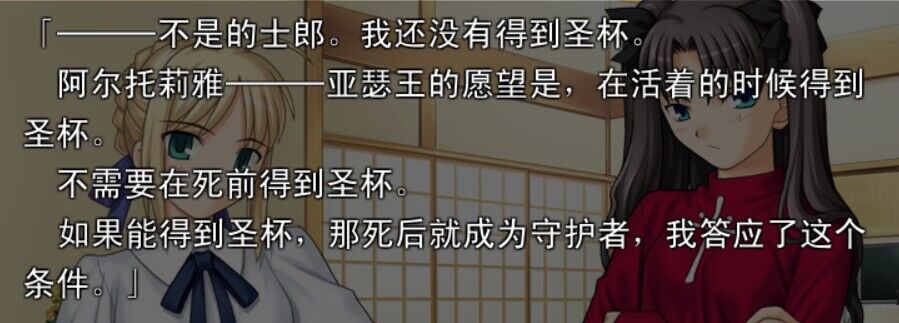 「———不是的士郎。我还没有得到圣杯。
阿尔托莉雅———亚瑟王的愿望是，在活着的时候得到
圣杯。
不需要在死前得到圣杯。
如果能得到圣杯，那死后就成为守护者，我答应了这个
条件。」